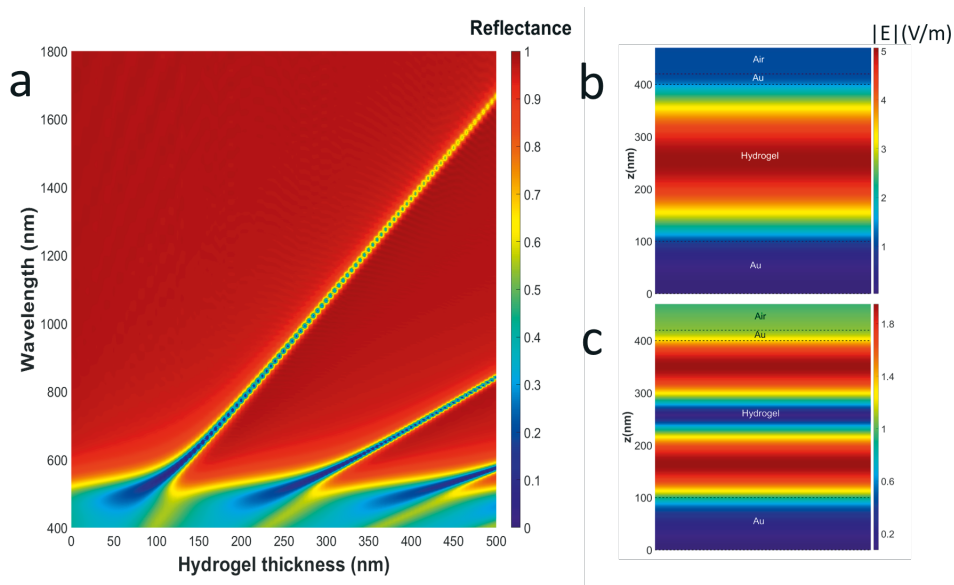 Reflectance
a
1800
1600
1400
1200
1000
800
600
400
Wavelength (nm)
0 50 100 150 200 250 300 350 400 450 500
Hydrogel thickness (nm)
1
0.9
0.8
0.7
0.6
0.5
0.4
0.3
0.2
0.1
0
|E|(V/m)
b
Air
Au
Hydrogel
Au
400
300
200
100
0
z(nm)
5
4
3
2
1
c
Air
Au
Hydrogel
Au
400
300
200
100
0
z(nm)
1.8
1.4
1
0.6
0.2